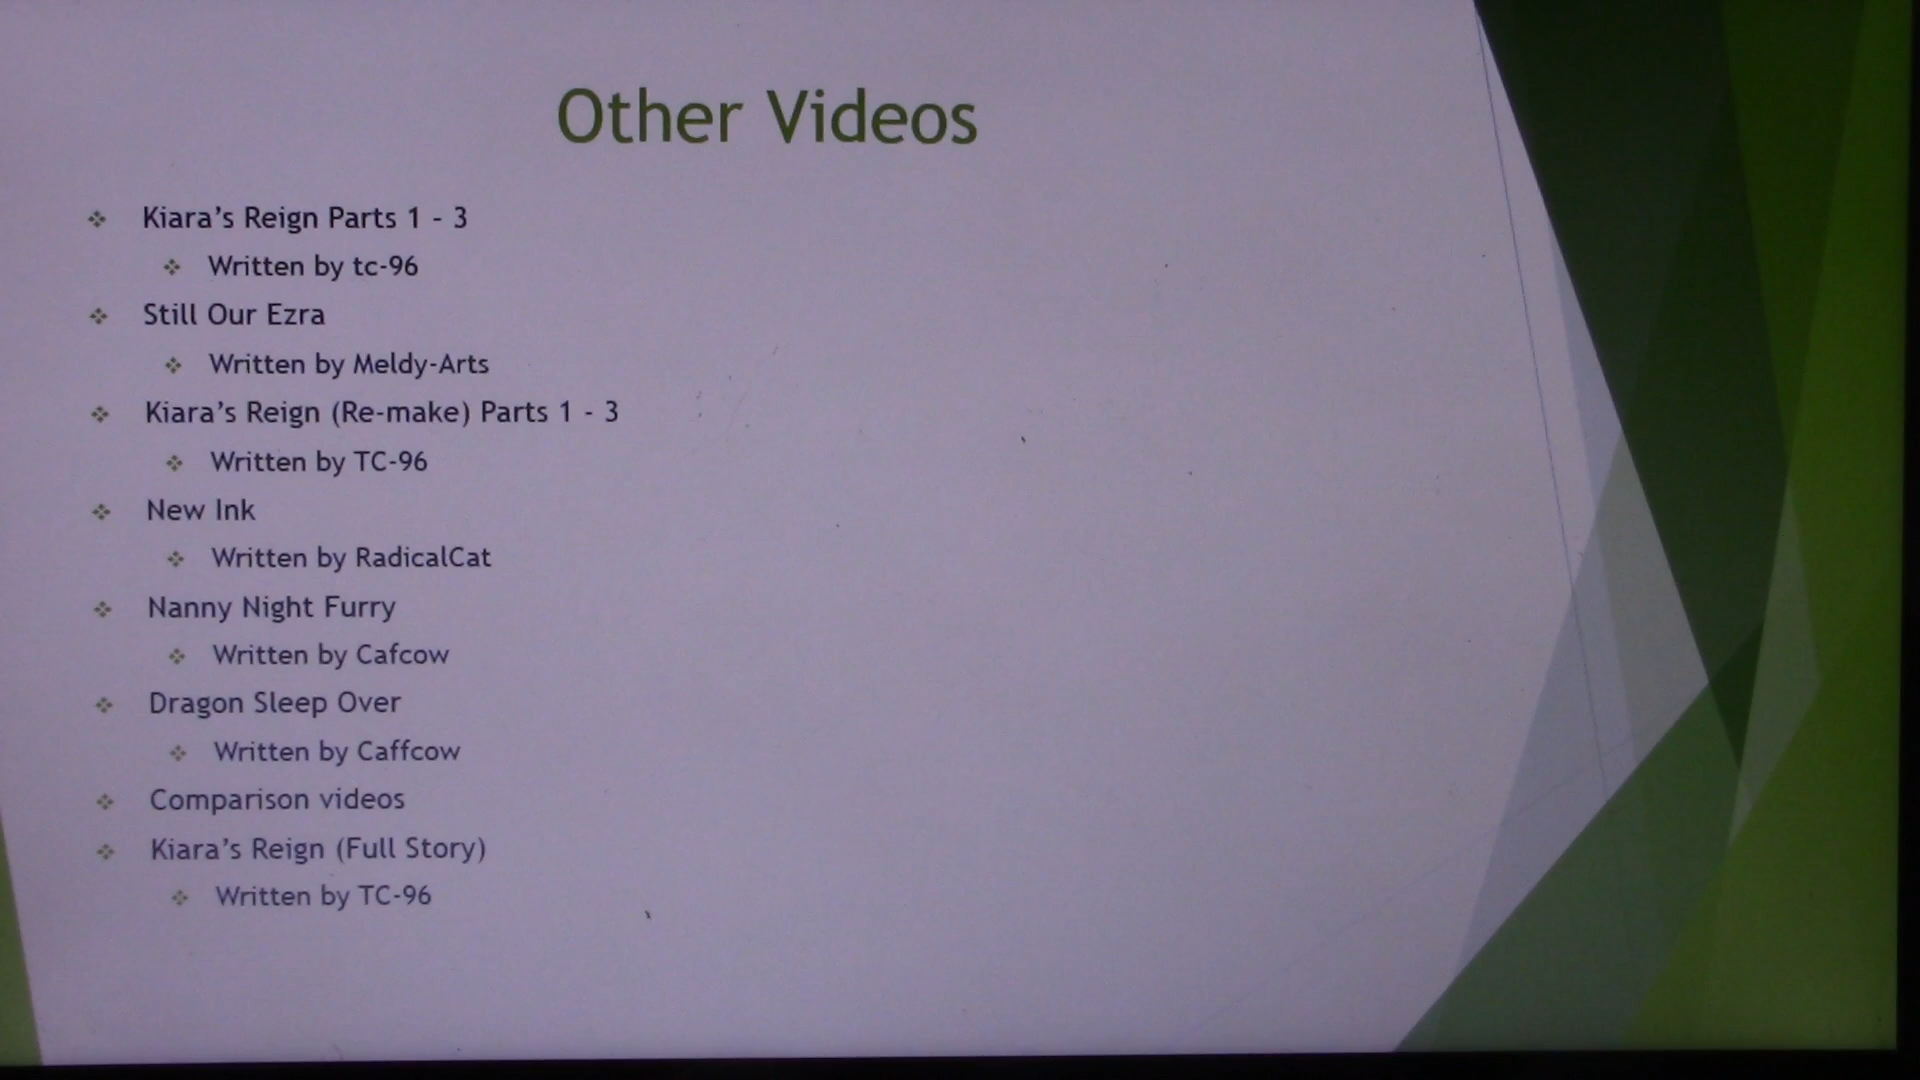 Other Videos
Kiara's Reign Parts 1 - 3
Written by tc-96
Still Our Ezra
Written by Meldy-Arts
Kiara's Reign (Re-make) Parts 1 - 3
Written by TC-96
New Ink
Written by RadicalCat
Nanny Night Furry
Written by Cafcow
Dragon Sleep Over
Written by Caffcow
Comparison videos
Kiara's Reign (Full Story)
Written by TC-96